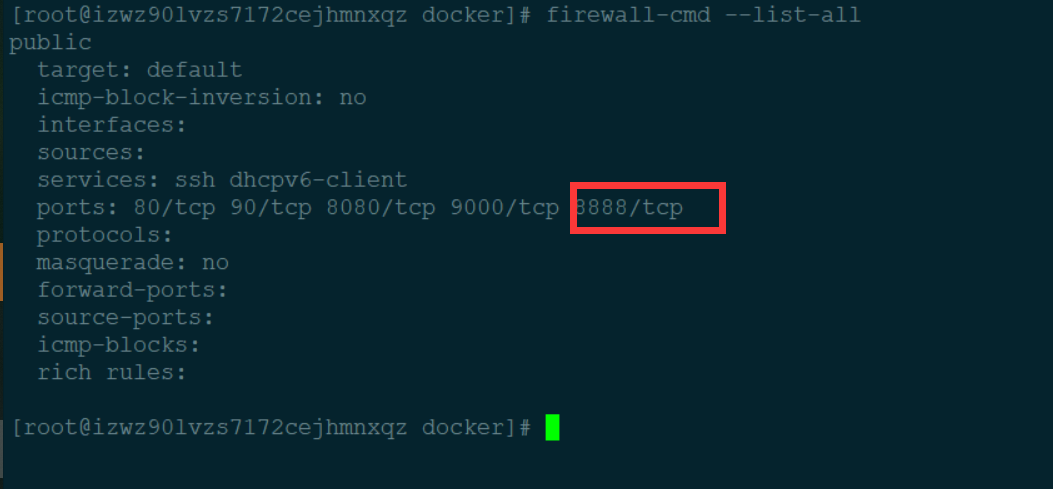 [root@izwz90lvzs7172cejhmnxqz docker]# firewall-cmd --list-all
public
  target: default
  icmp-block-inversion: no
  interfaces:
  sources:
  services: ssh dhcpv6-client
  ports: 80/tcp 90/tcp 8080/tcp 9000/tcp 8888/tcp
  protocols:
  masquerade: no
  forward-ports:
  source-ports:
  icmp-blocks:
  rich rules:
[root@izwz90lvzs7172cejhmnxqz docker]#